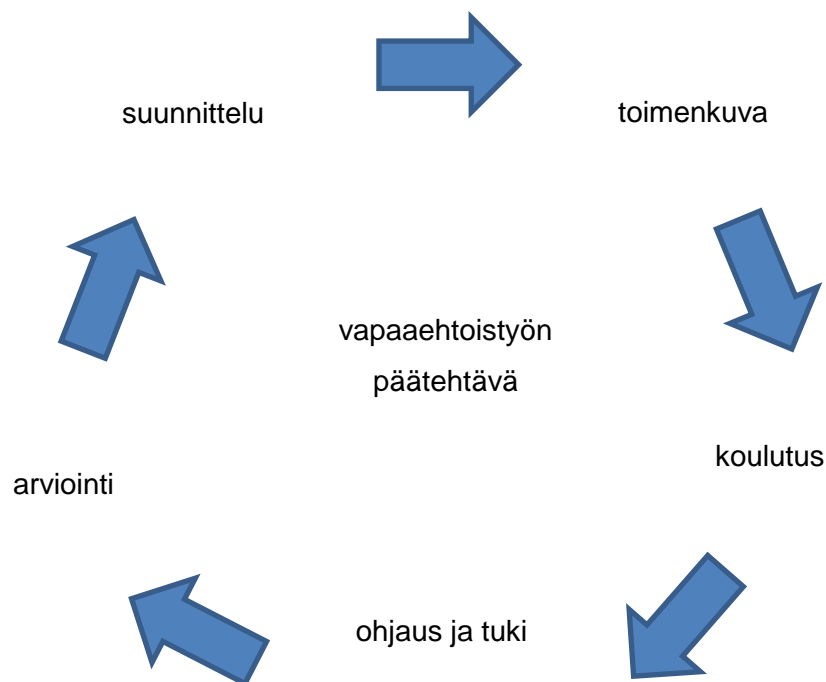 suunnittelu
toimenkuva
vapaaehtoistyön
päätehtävä
koulutus
arviointi
ohjaus ja tuki